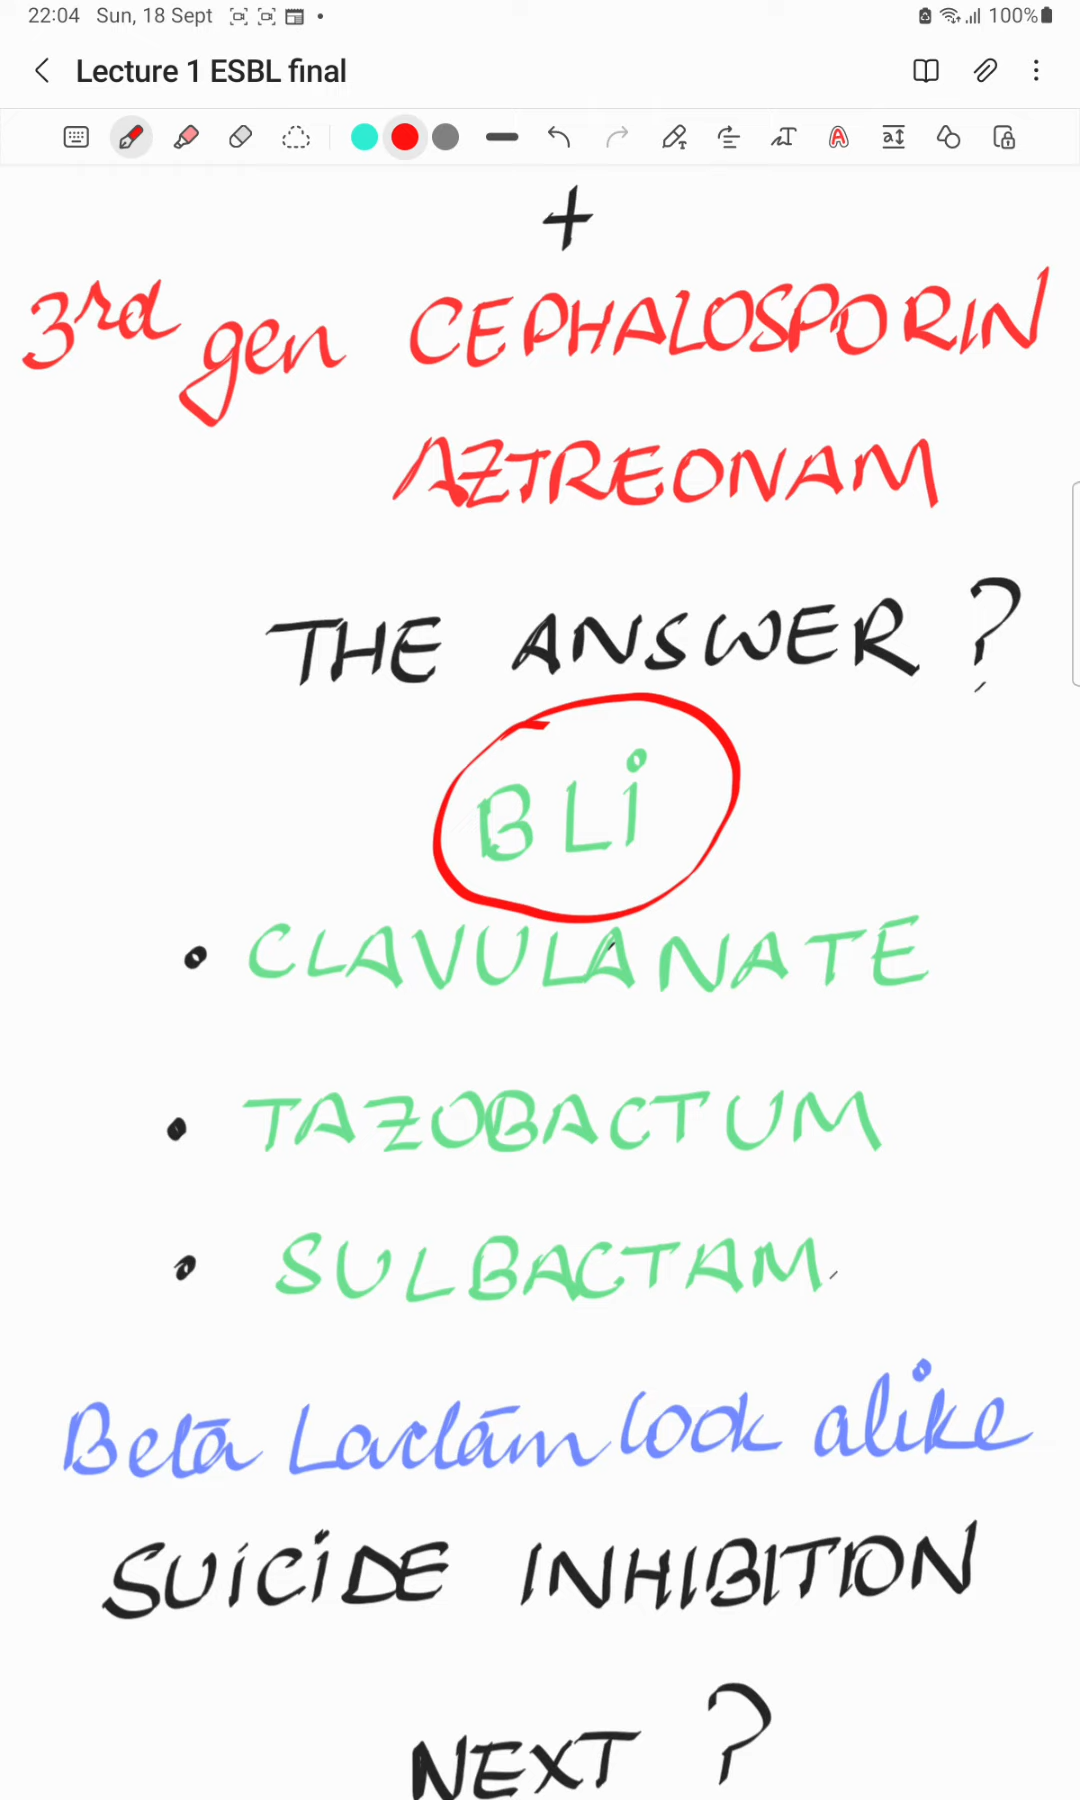 22:04 Sun, 18 Sept 100%
Lecture 1 ESBL final
+
3rd gen CEPHALOSPORIN
AZTREONAM
THE ANSWER ?
BLi
• CLAVULANATE
• TAZOBACTUM
• SULBACTAM
Beta Lactam look alike
SUiCiDE INHIBITION
NEXT ?